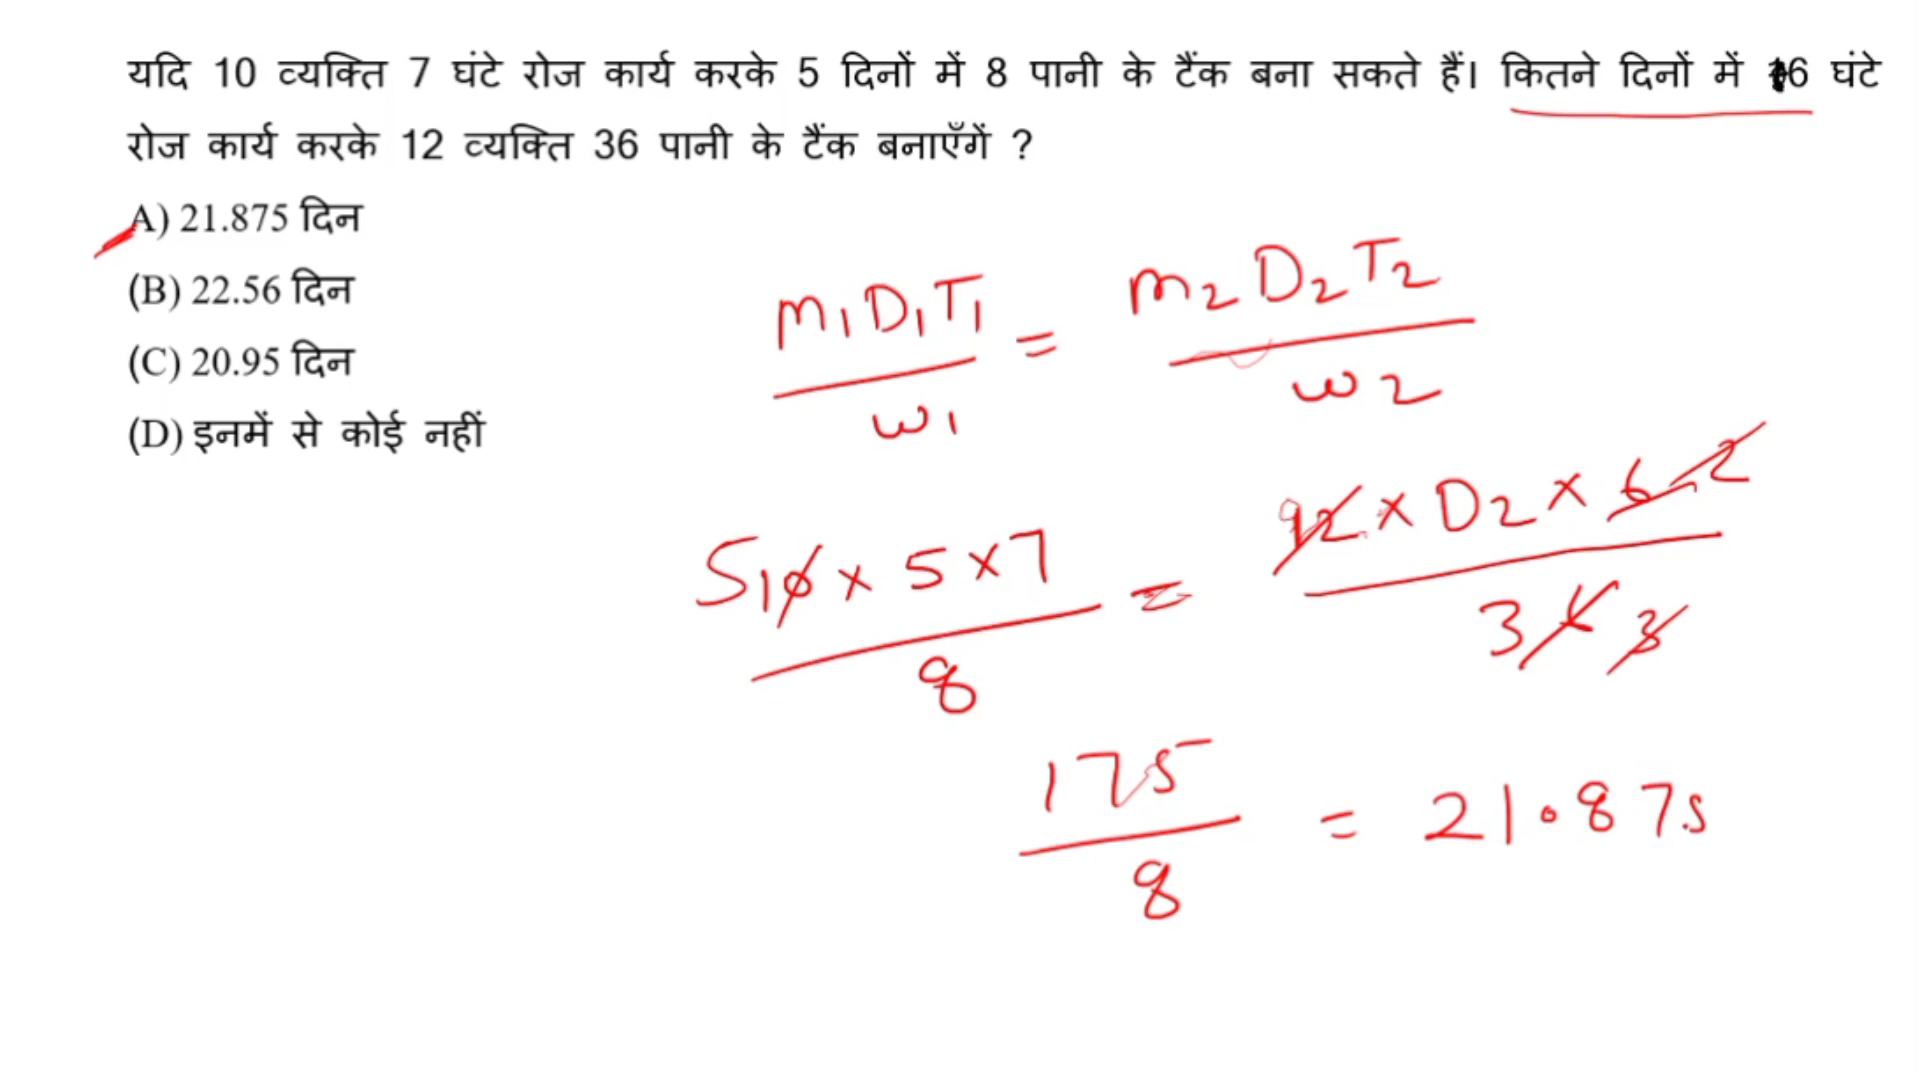 यदि 10 व्यक्ति 7 घंटे रोज कार्य करके 5 दिनों में 8 पानी के टैंक बना सकते हैं। कितने दिनों में 6 घंटे
रोज कार्य करके 12 व्यक्ति 36 पानी के टैंक बनाएँगें ?
A) 21.875 दिन
(B) 22.56 दिन
(C) 20.95 दिन
(D) इनमें से कोई नहीं
M1D1T1 = M2D2T2
W1 W2
5 10 x 5 x 7 = 12 x D2 x 6 2
8 36 3
175 = 21.875
8